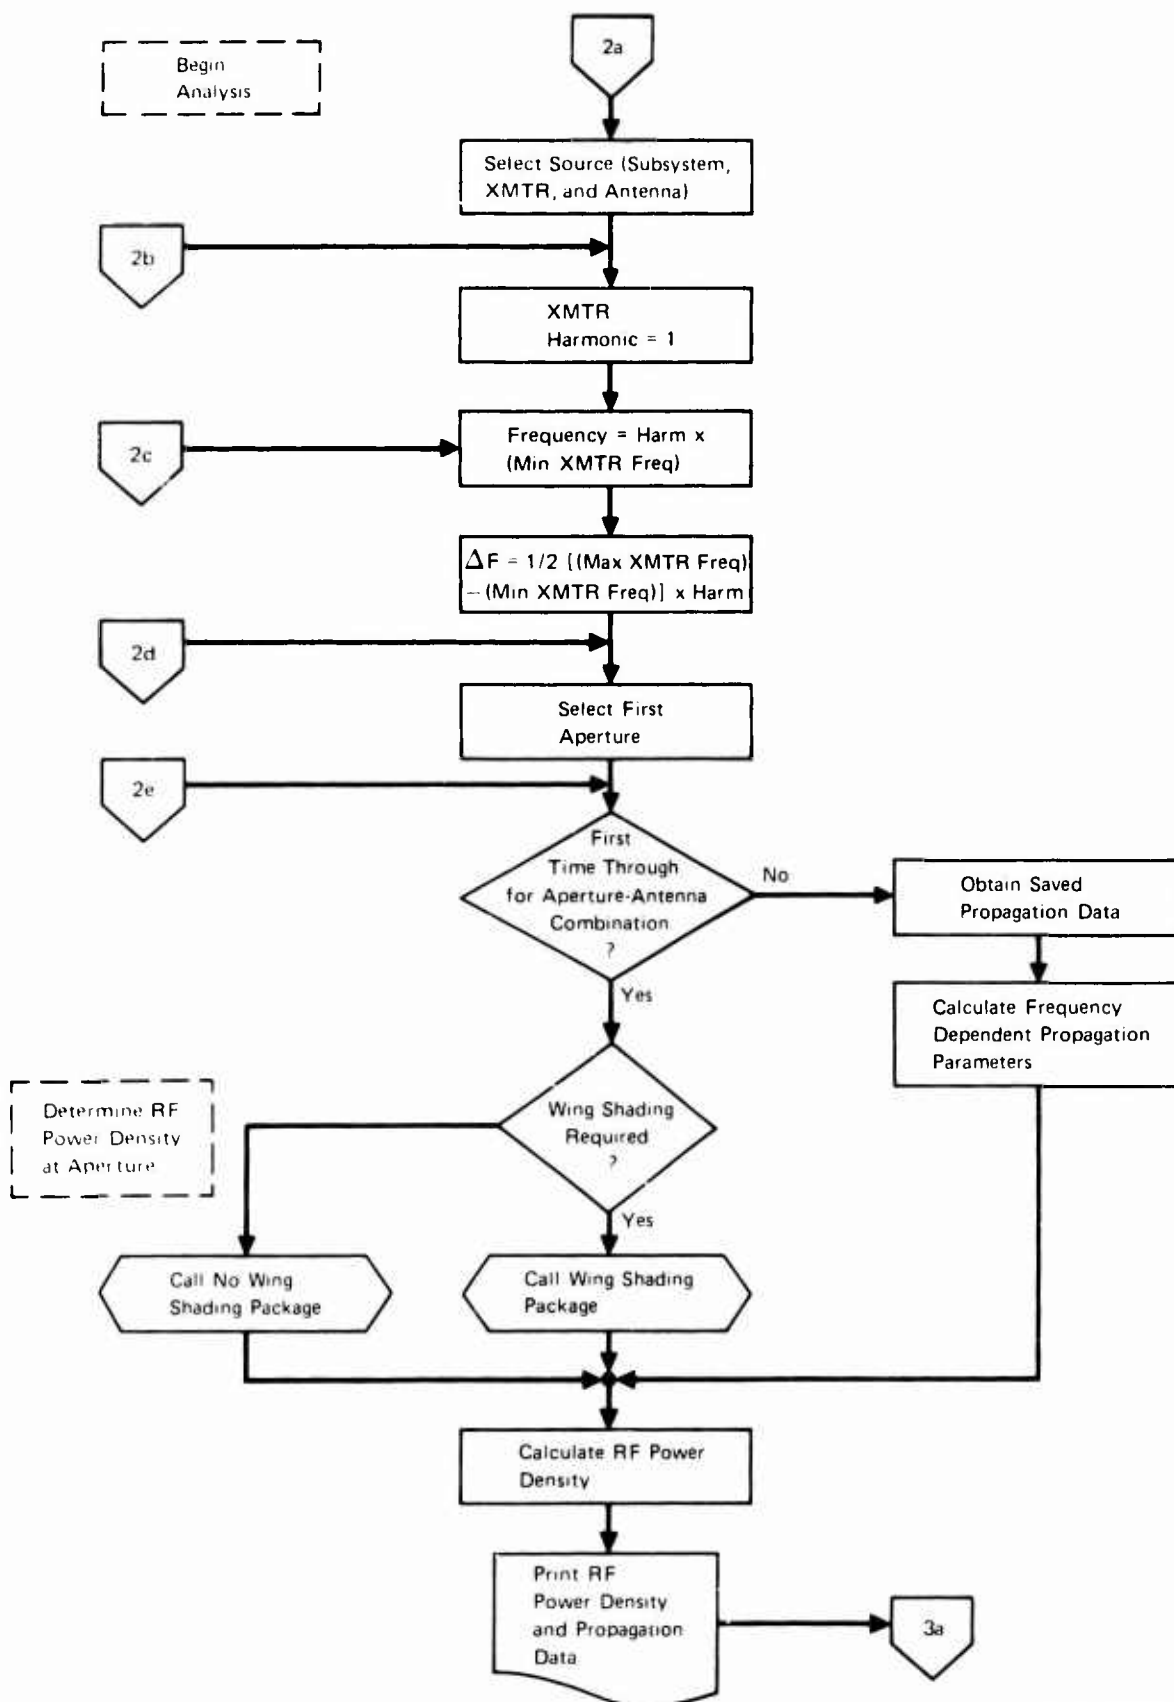 2a
Begin
Analysis
Select Source (Subsystem,
XMTR, and Antenna)
2b
XMTR
Harmonic = 1
2c
Frequency = Harm x
(Min XMTR Freq)
ΔF = 1/2 [(Max XMTR Freq)
– (Min XMTR Freq)] x Harm
2d
Select First
Aperture
2e
First
Time Through
for Aperture-Antenna
Combination
?
No
Obtain Saved
Propagation Data
Yes
Calculate Frequency
Dependent Propagation
Parameters
Determine RF
Power Density
at Aperture
Wing Shading
Required
?
Yes
Call No Wing
Shading Package
Call Wing Shading
Package
Calculate RF Power
Density
Print RF
Power Density
and Propagation
Data
3a